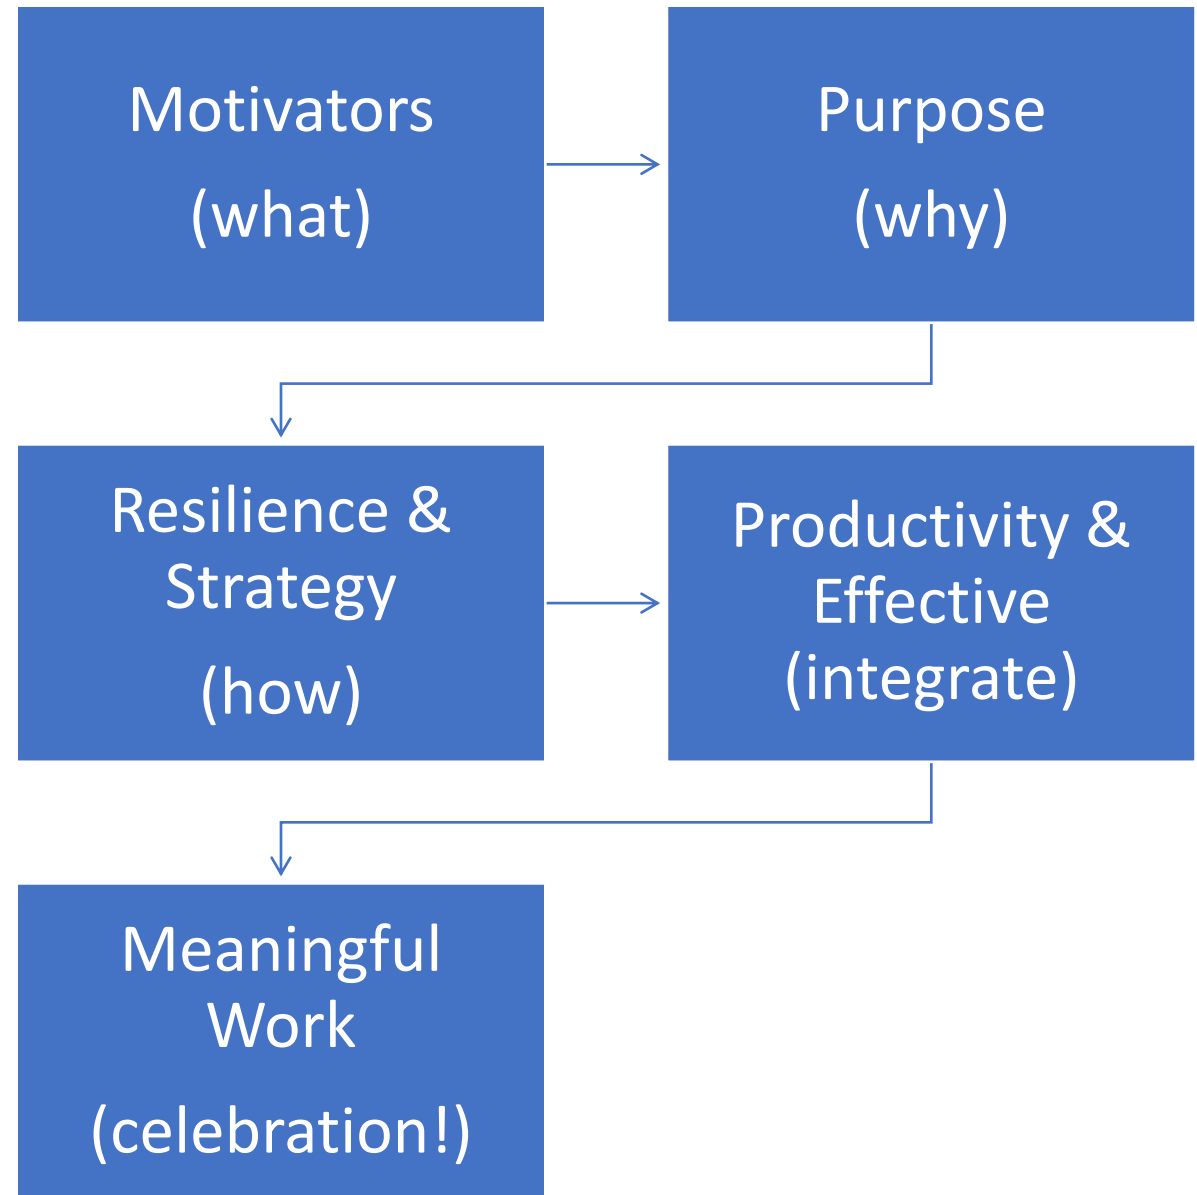 Motivators
(what)
Purpose
(why)
Resilience &
Strategy
(how)
Productivity &
Effective
(integrate)
Meaningful
Work
(celebration!)